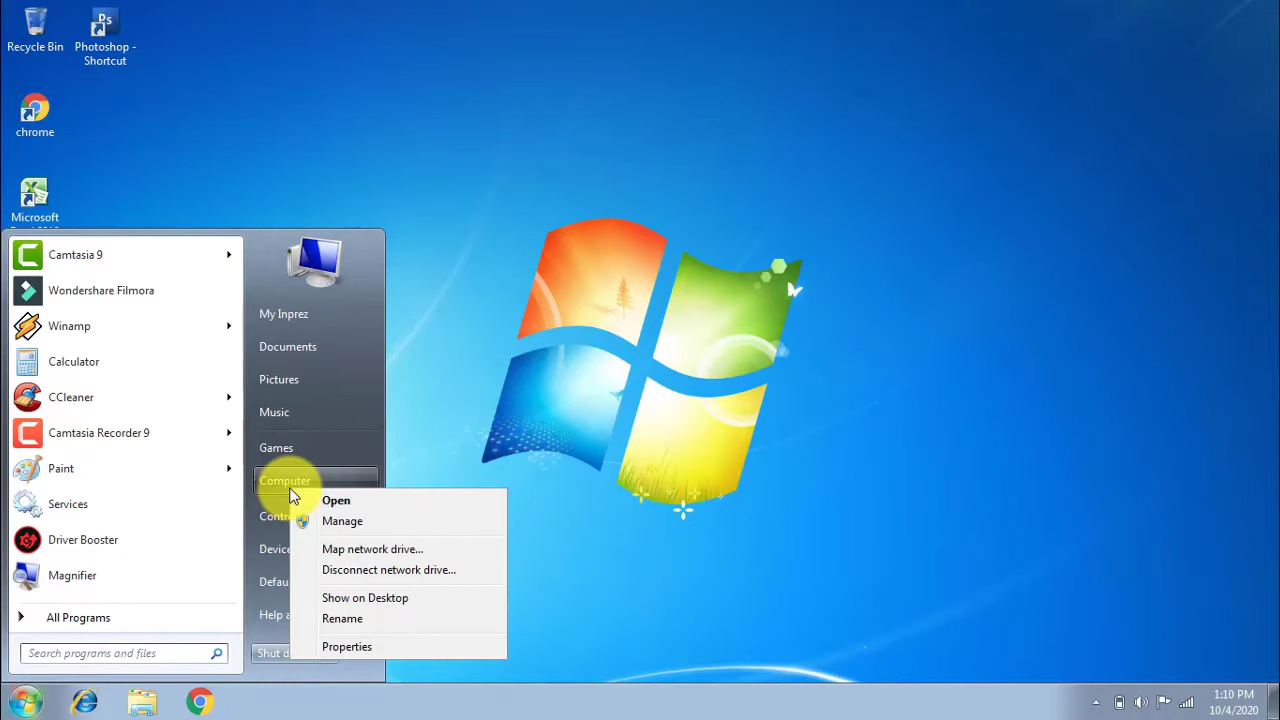 Recycle Bin
Ps
Photoshop -
Shortcut
chrome
Microsoft
Camtasia 9
Wondershare Filmora
Winamp
Calculator
CCleaner
Camtasia Recorder 9
Paint
Services
Driver Booster
Magnifier
All Programs
Search programs and files
My Inprez
Documents
Pictures
Music
Games
Computer
Contr
Device
Defau
Help a
Shut d
Open
Manage
Map network drive...
Disconnect network drive...
Show on Desktop
Rename
Properties
1:10 PM
10/4/2020